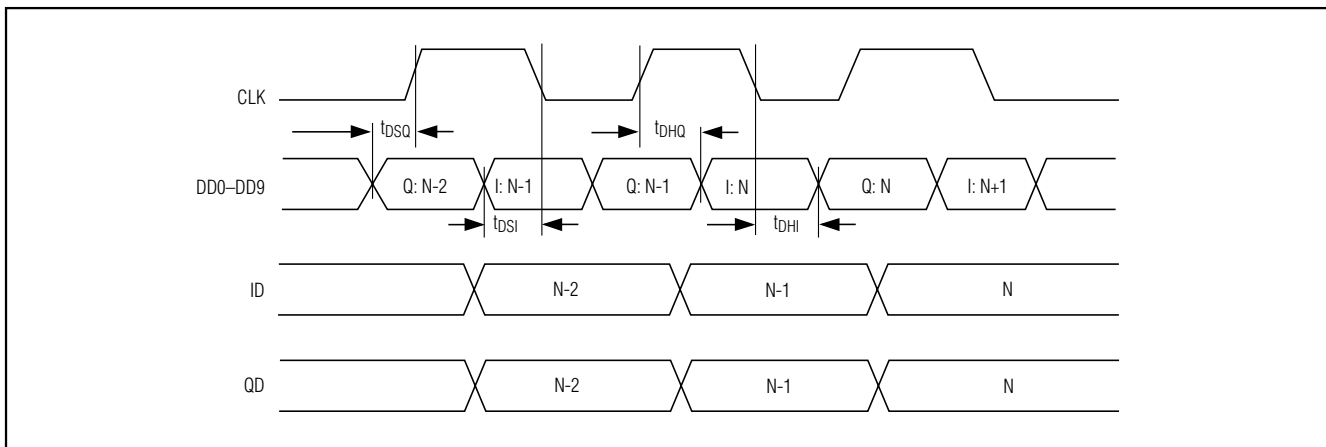 CLK
tDSQ
tDHQ
DD0–DD9
Q: N-2
I: N-1
Q: N-1
I: N
Q: N
I: N+1
tDSI
tDHI
ID
N-2
N-1
N
QD
N-2
N-1
N